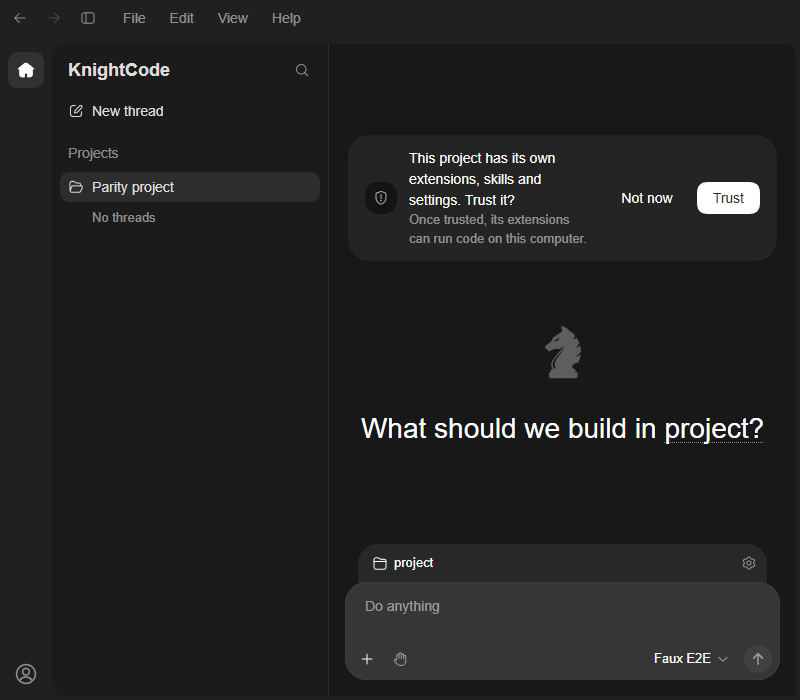 File Edit View Help
KnightCode
New thread
Projects
Parity project
No threads
This project has its own
extensions, skills and
settings. Trust it?
Once trusted, its extensions
can run code on this computer.
Not now
Trust
What should we build in project?
project
Do anything
Faux E2E